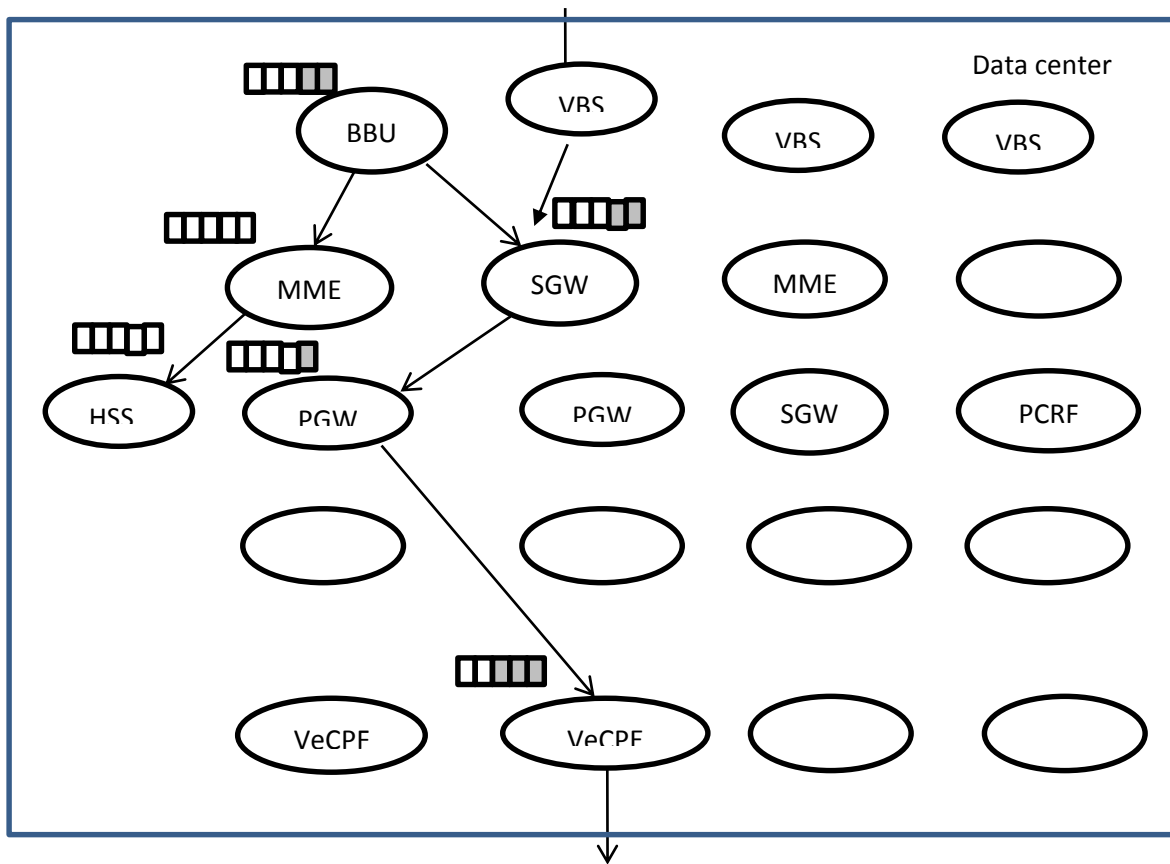 Data center
VBS
BBU
VBS
VBS
MME
SGW
MME
HSS
PGW
PGW
SGW
PCRF
VeCPF
VeCPF